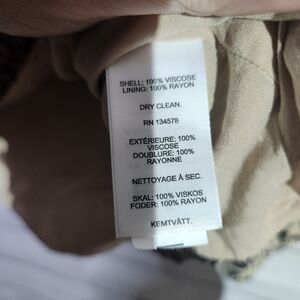 SHELL: 100% VISCOSE
LINING: 100% RAYON
DRY CLEAN.
RN 134578
EXTÉRIEURE: 100%
VISCOSE
DOUBLURE: 100%
RAYONNE
NETTOYAGE À SEC.
SKAL: 100% VISKOS
FODER: 100% RAYON
KEMTVÄTT.